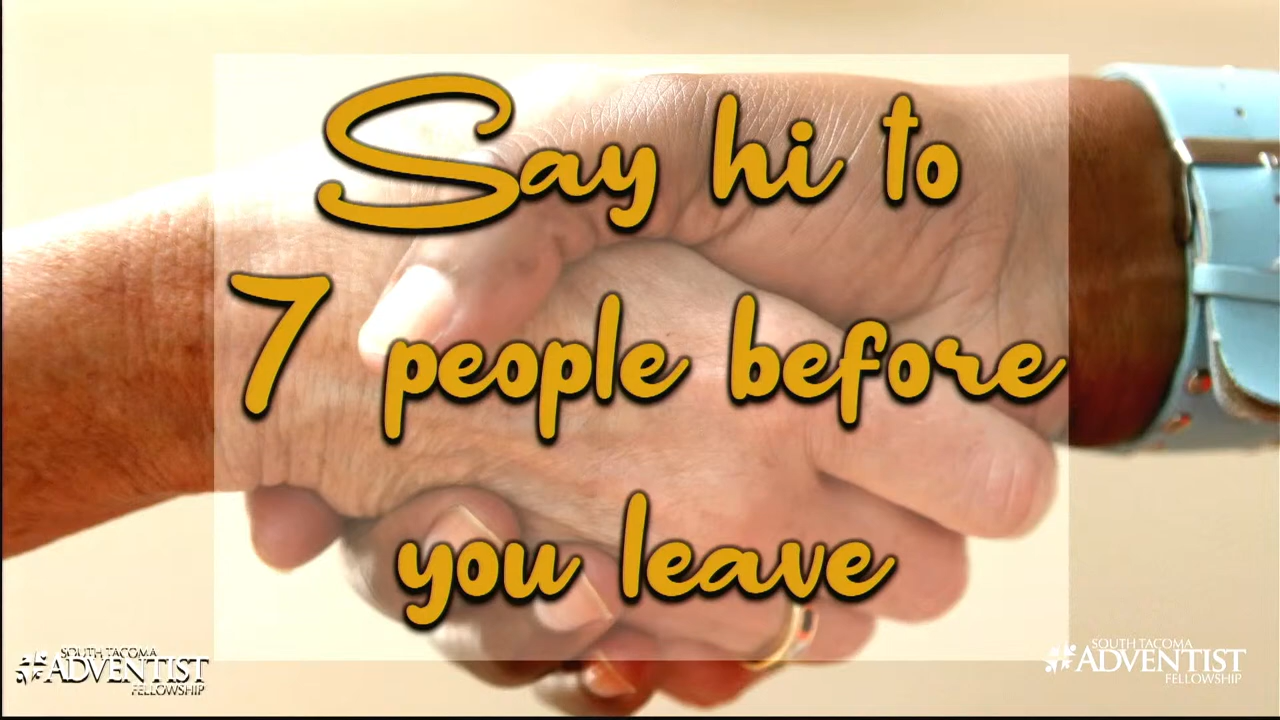 Say hi to
7 people before
you leave
SOUTH TACOMA
ADVENTIST
FELLOWSHIP
SOUTH TACOMA
ADVENTIST
FELLOWSHIP